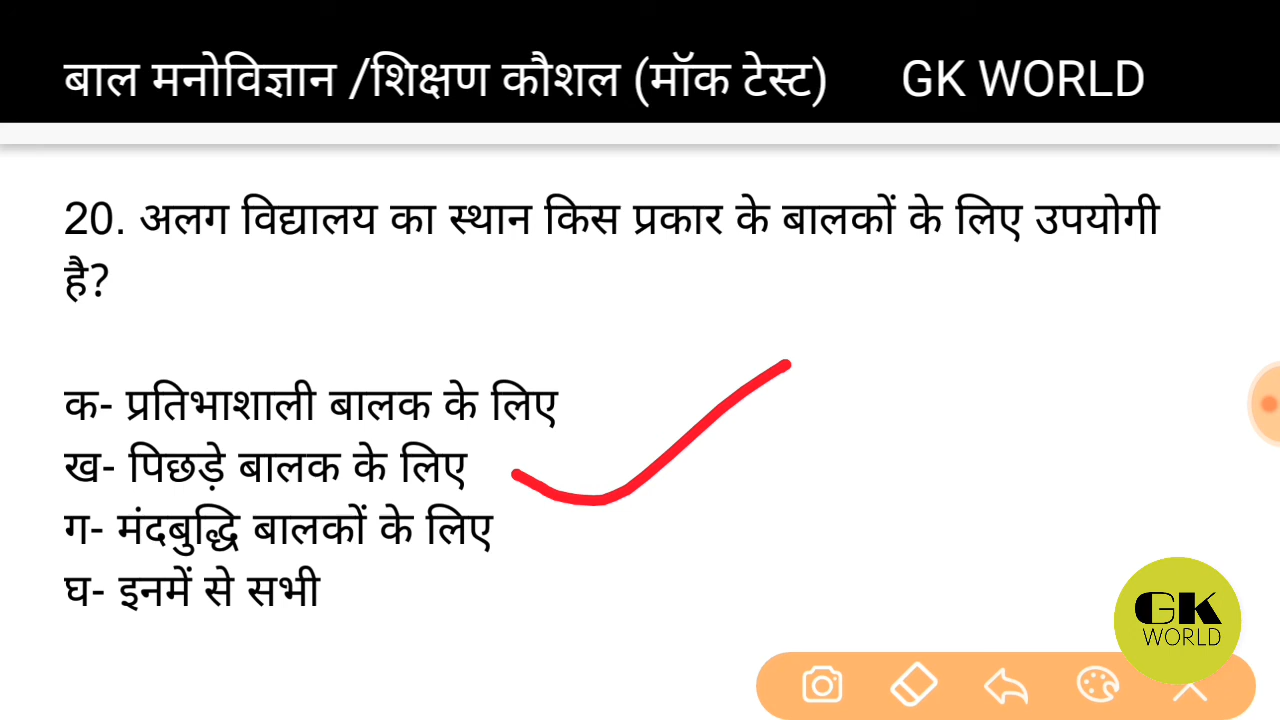 बाल मनोविज्ञान /शिक्षण कौशल (मॉक टेस्ट) GK WORLD
20. अलग विद्यालय का स्थान किस प्रकार के बालकों के लिए उपयोगी
है?
क- प्रतिभाशाली बालक के लिए
ख- पिछड़े बालक के लिए
ग- मंदबुद्धि बालकों के लिए
घ- इनमें से सभी
GK
WORLD